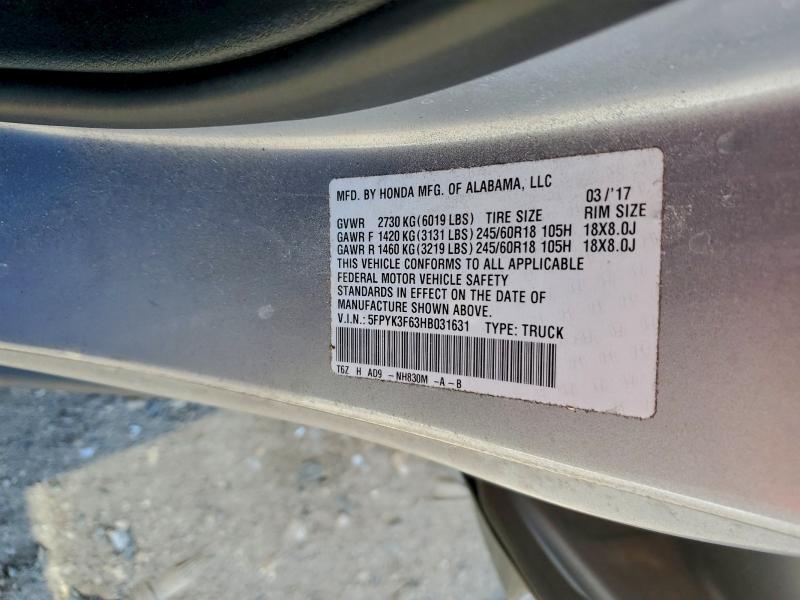 MFD. BY HONDA MFG. OF ALABAMA, LLC 03/'17
GVWR 2730 KG(6019 LBS) TIRE SIZE RIM SIZE
GAWR F 1420 KG(3131 LBS) 245/60R18 105H 18X8.0J
GAWR R 1460 KG(3219 LBS) 245/60R18 105H 18X8.0J
THIS VEHICLE CONFORMS TO ALL APPLICABLE
FEDERAL MOTOR VEHICLE SAFETY
STANDARDS IN EFFECT ON THE DATE OF
MANUFACTURE SHOWN ABOVE.
V.I.N.: 5FPYK3F63HB031631 TYPE: TRUCK
T6Z H AD9 -NH830M -A-B